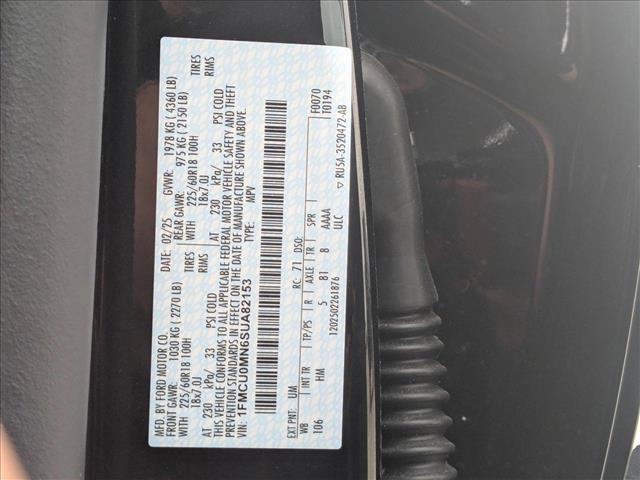 MFD. BY FORD MOTOR CO.
DATE: 02/25 GVWR: 1978 KG ( 4360 LB)
FRONT GAWR: 1030 KG ( 2270 LB) REAR GAWR: 975 KG ( 2150 LB)
WITH 225/60R18 100H TIRES WITH 225/60R18 100H TIRES
18x7.0J RIMS 18x7.0J RIMS
AT 230 kPa/ 33 PSI COLD AT 230 kPa/ 33 PSI COLD
THIS VEHICLE CONFORMS TO ALL APPLICABLE FEDERAL MOTOR VEHICLE SAFETY AND THEFT
PREVENTION STANDARDS IN EFFECT ON THE DATE OF MANUFACTURE SHOWN ABOVE.
VIN: 1FMCU0MN6SUA82153
TYPE: MPV
F0070
T0194
EXT PNT: UM RC: 71 DSO:
WB INT TR TP/PS R AXLE TR SPR
106 HM 5 81 8 AAAA
ULC
1202502261876
▽ RU5A-3520472-AB